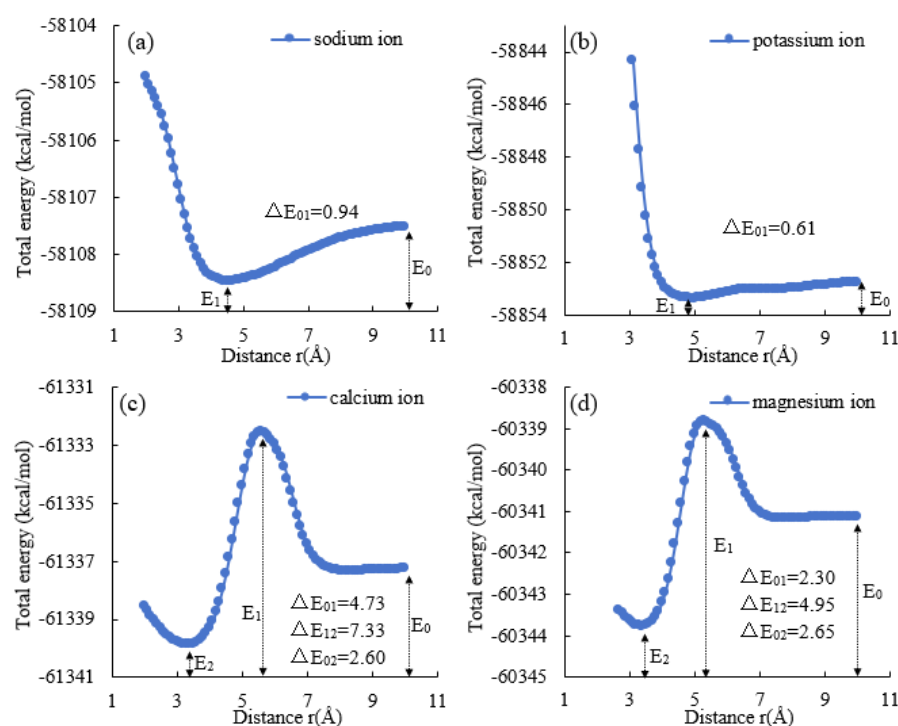 (a)
sodium ion
Total energy (kcal/mol)
-58104
-58105
-58106
-58107
-58108
-58109
△E01=0.94
E1
E0
1 3 5 7 9 11
Distance r(Å)
(b)
potassium ion
Total energy (kcal/mol)
-58844
-58846
-58848
-58850
-58852
-58854
△E01=0.61
E1
E0
1 3 5 7 9 11
Distance r(Å)
(c)
calcium ion
Total energy (kcal/mol)
-61331
-61333
-61335
-61337
-61339
-61341
E1
E0
E2
△E01=4.73
△E12=7.33
△E02=2.60
1 3 5 7 9 11
Distance r(Å)
(d)
magnesium ion
Total energy (kcal/mol)
-60338
-60339
-60340
-60341
-60342
-60343
-60344
-60345
E1
E0
E2
△E01=2.30
△E12=4.95
△E02=2.65
1 3 5 7 9 11
Distance r(Å)